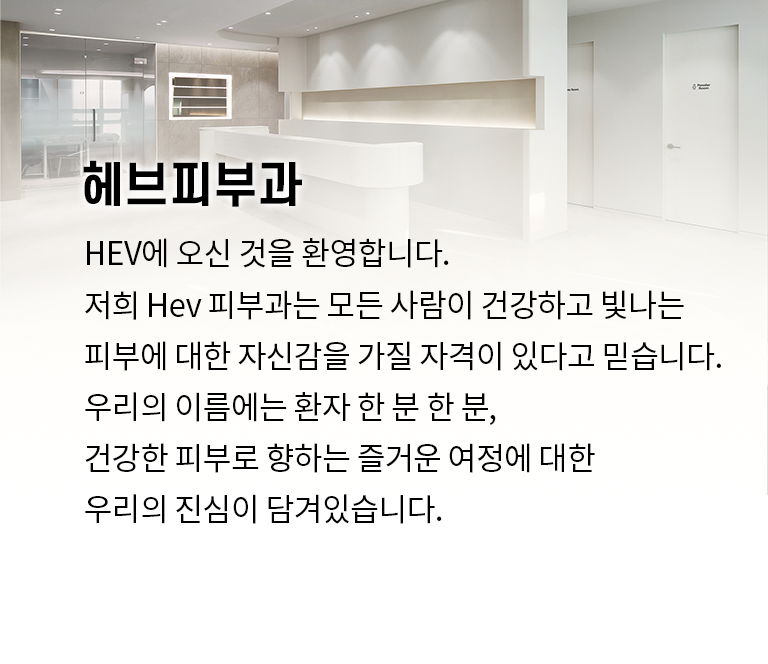 헤브피부과
HEV에 오신 것을 환영합니다.
저희 Hev 피부과는 모든 사람이 건강하고 빛나는
피부에 대한 자신감을 가질 자격이 있다고 믿습니다.
우리의 이름에는 환자 한 분 한 분,
건강한 피부로 향하는 즐거운 여정에 대한
우리의 진심이 담겨있습니다.